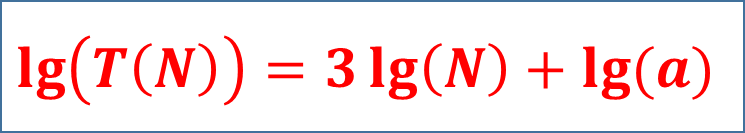 lg(T(N)) = 3 lg(N) + lg(a)